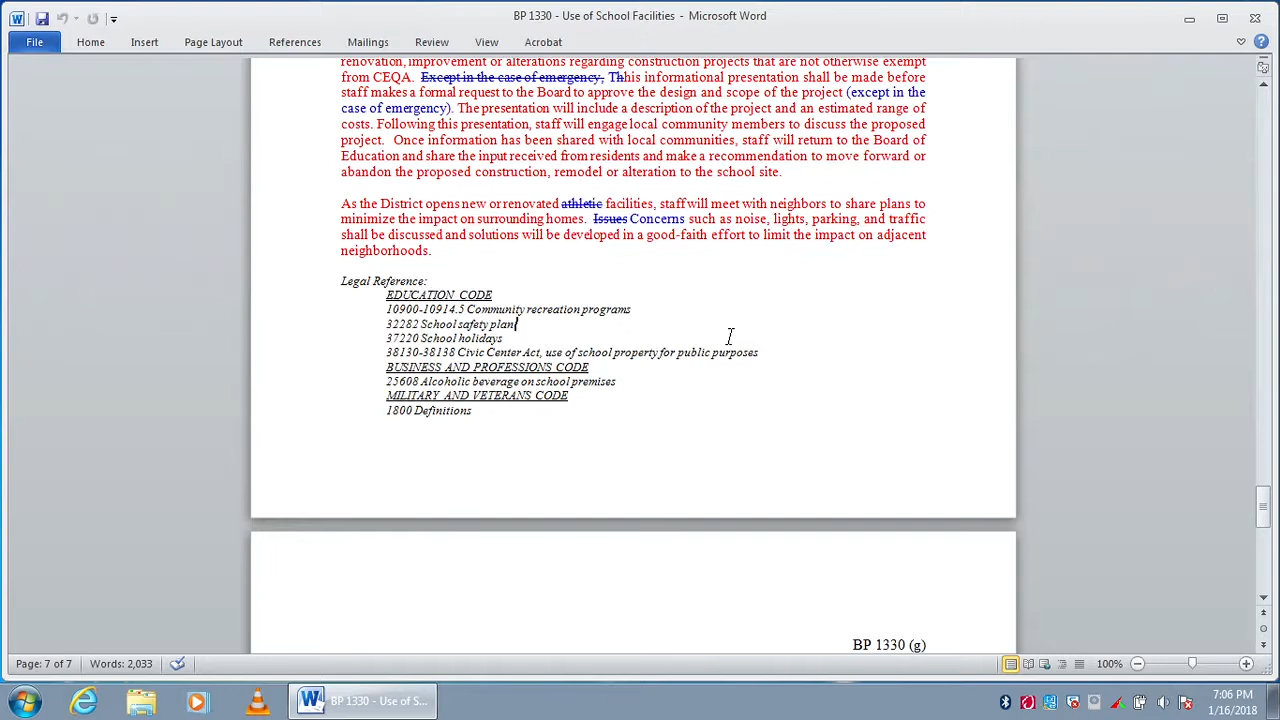 BP 1330 - Use of School Facilities - Microsoft Word
File Home Insert Page Layout References Mailings Review View Acrobat
renovation, improvement or alterations regarding construction projects that are not otherwise exempt
from CEQA. Except in the case of emergency, Thhis informational presentation shall be made before
staff makes a formal request to the Board to approve the design and scope of the project (except in the
case of emergency). The presentation will include a description of the project and an estimated range of
costs. Following this presentation, staff will engage local community members to discuss the proposed
project. Once information has been shared with local communities, staff will return to the Board of
Education and share the input received from residents and make a recommendation to move forward or
abandon the proposed construction, remodel or alteration to the school site.
As the District opens new or renovated athletic facilities, staff will meet with neighbors to share plans to
minimize the impact on surrounding homes. Issues Concerns such as noise, lights, parking, and traffic
shall be discussed and solutions will be developed in a good-faith effort to limit the impact on adjacent
neighborhoods.
Legal Reference:
EDUCATION CODE
10900-10914.5 Community recreation programs
32282 School safety plan
37220 School holidays
38130-38138 Civic Center Act, use of school property for public purposes
BUSINESS AND PROFESSIONS CODE
25608 Alcoholic beverage on school premises
MILITARY AND VETERANS CODE
1800 Definitions
BP 1330 (g)
Page: 7 of 7 Words: 2,033 100%
BP 1330 - Use of S...
7:06 PM
1/16/2018